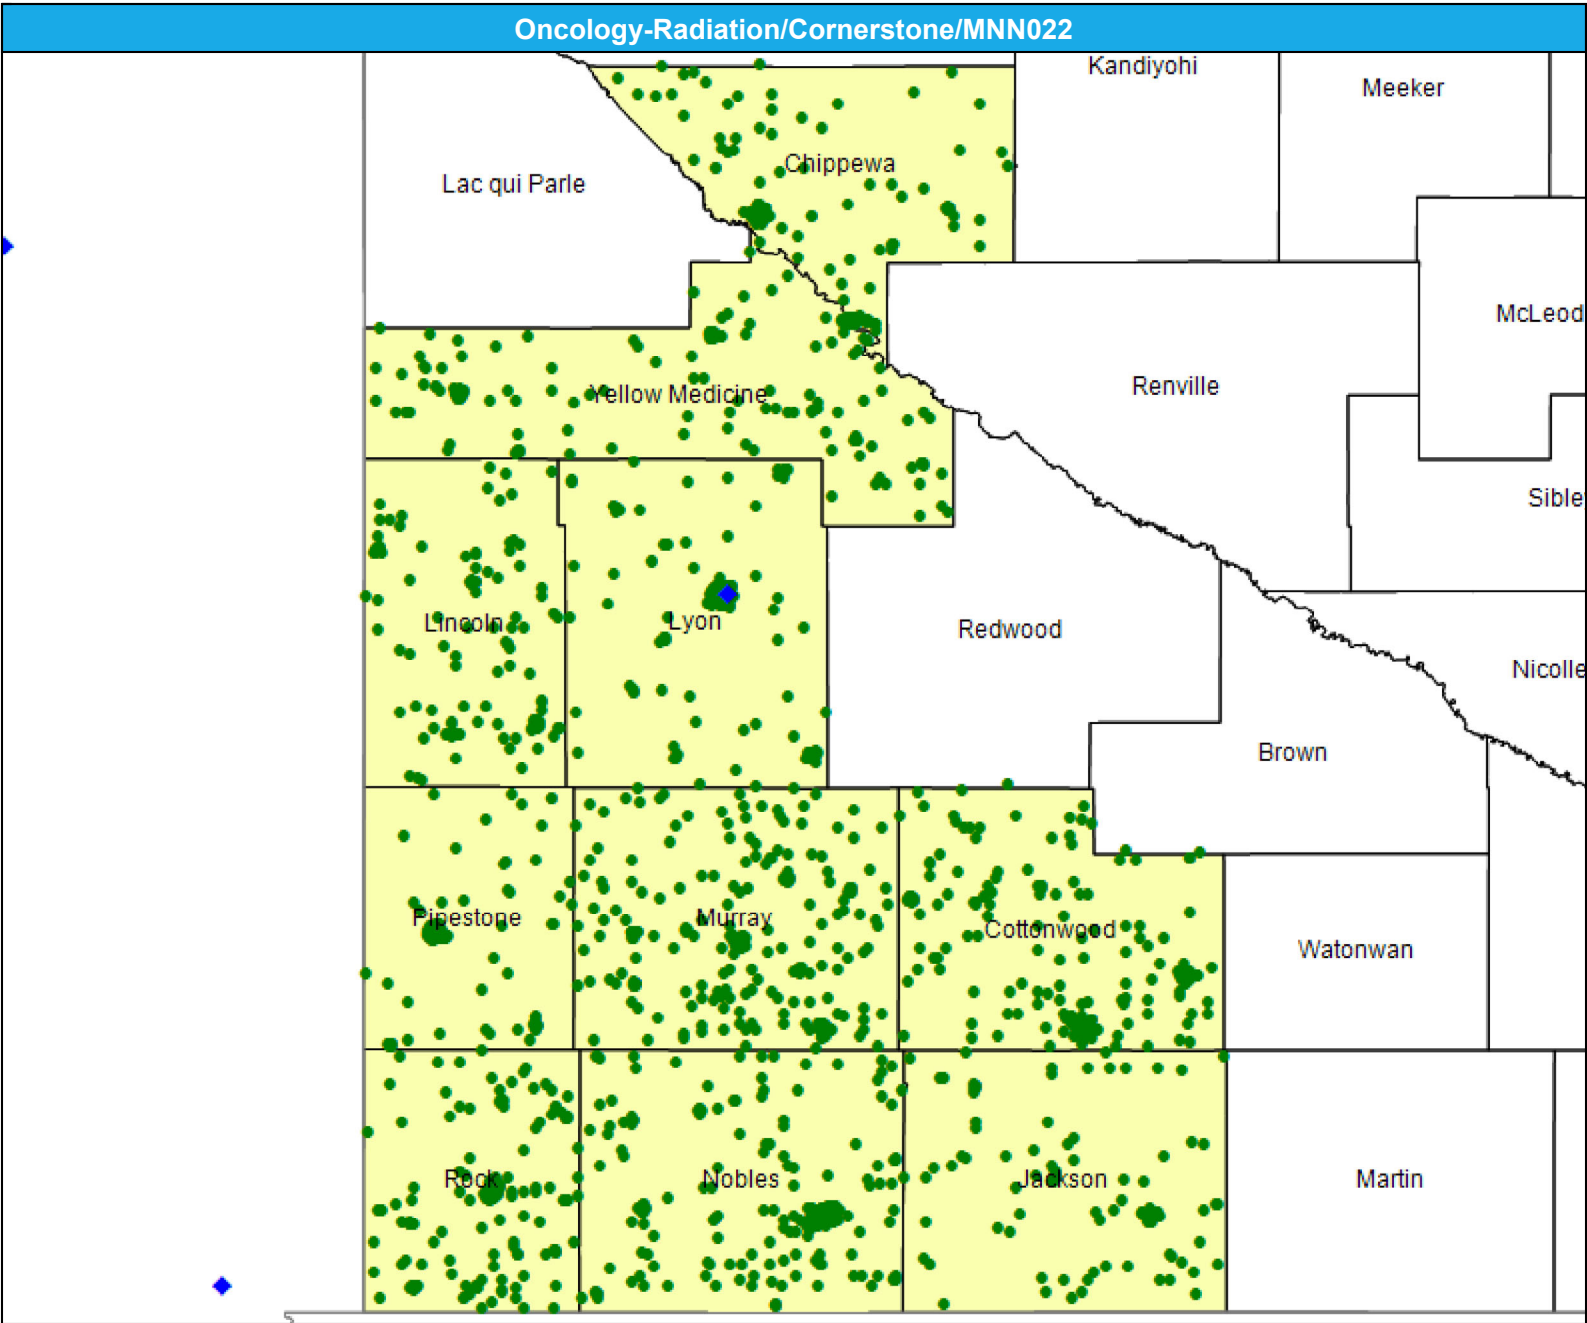 Oncology-Radiation/Cornerstone/MNN022
Kandiyohi
Meeker
Chippewa
Lac qui Parle
McLeod
Renville
Yellow Medicine
Sible
Lincoln
Lyon
Redwood
Nicolle
Brown
Pipestone
Murray
Cottonwood
Watonwan
Rock
Nobles
Jackson
Martin